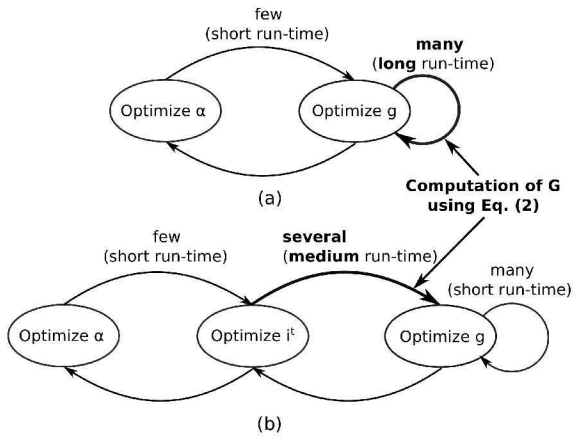 few
(short run-time)
many
(long run-time)
Optimize α
Optimize g
(a)
Computation of G
using Eq. (2)
few
(short run-time)
several
(medium run-time)
many
(short run-time)
Optimize α
Optimize iᵗ
Optimize g
(b)